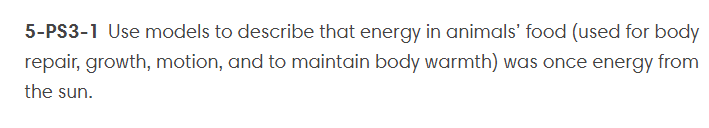 5-PS3-1 Use models to describe that energy in animals' food (used for body
repair, growth, motion, and to maintain body warmth) was once energy from
the sun.